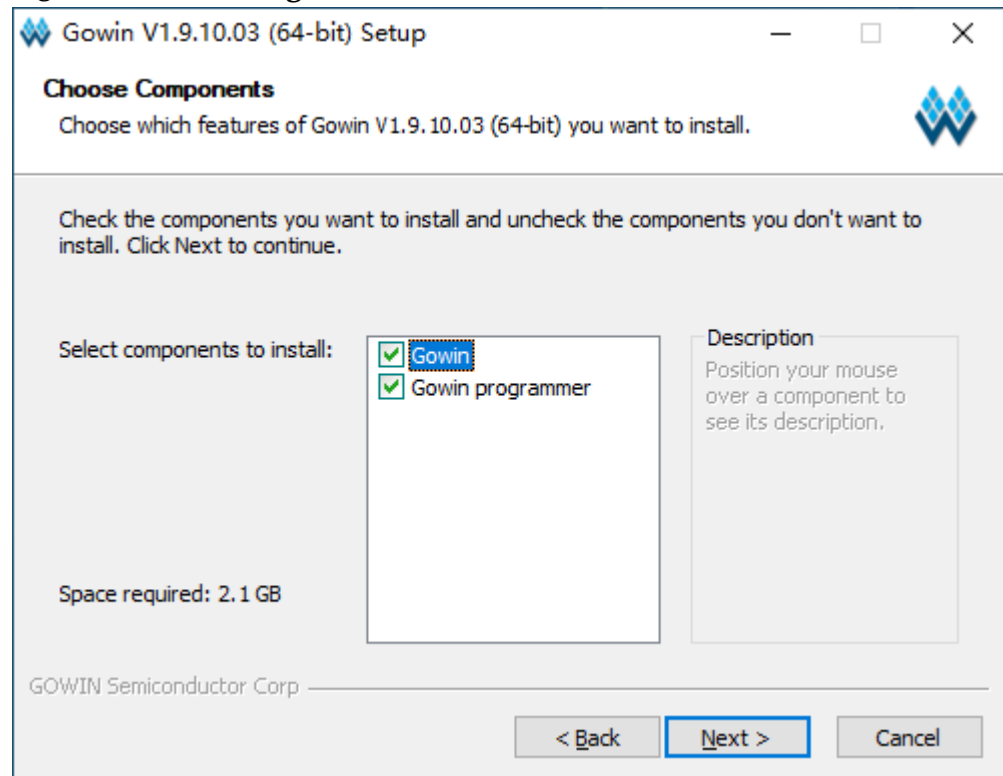 Gowin V1.9.10.03 (64-bit) Setup
Choose Components
Choose which features of Gowin V1.9.10.03 (64-bit) you want to install.
Check the components you want to install and uncheck the components you don't want to
install. Click Next to continue.
Select components to install:
Gowin
Gowin programmer
Description
Position your mouse
over a component to
see its description.
Space required: 2.1 GB
GOWIN Semiconductor Corp
< Back
Next >
Cancel